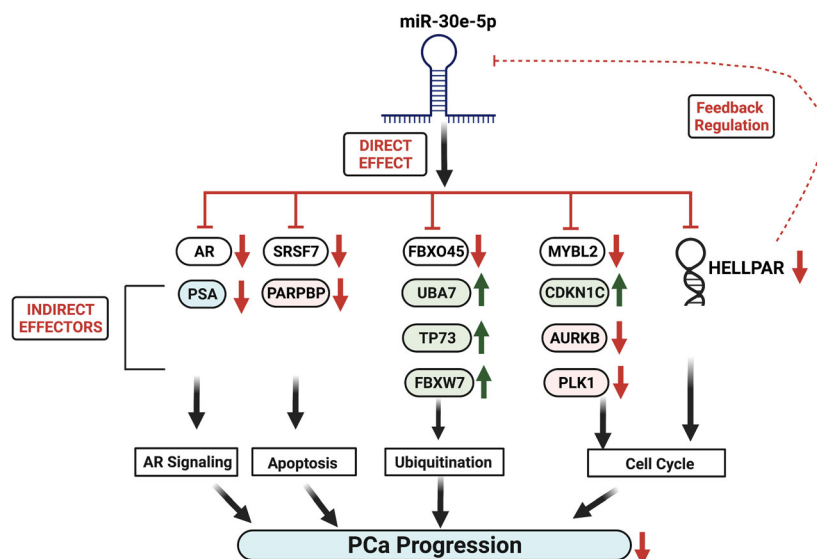 miR-30e-5p
Feedback
Regulation
DIRECT
EFFECT
AR
SRSF7
FBXO45
MYBL2
HELLPAR
INDIRECT
EFFECTORS
PSA
PARPBP
UBA7
CDKN1C
TP73
AURKB
FBXW7
PLK1
AR Signaling
Apoptosis
Ubiquitination
Cell Cycle
PCa Progression